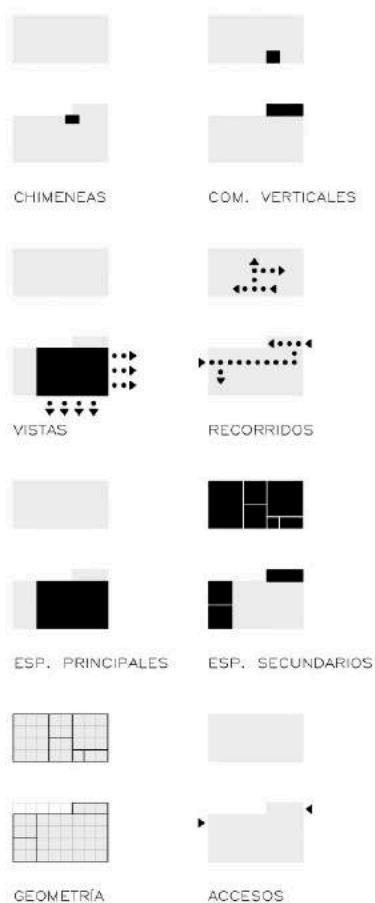 CHIMENEAS
COM. VERTICALES
VISTAS
RECORRIDOS
ESP. PRINCIPALES
ESP. SECUNDARIOS
GEOMETRÍA
ACCESOS